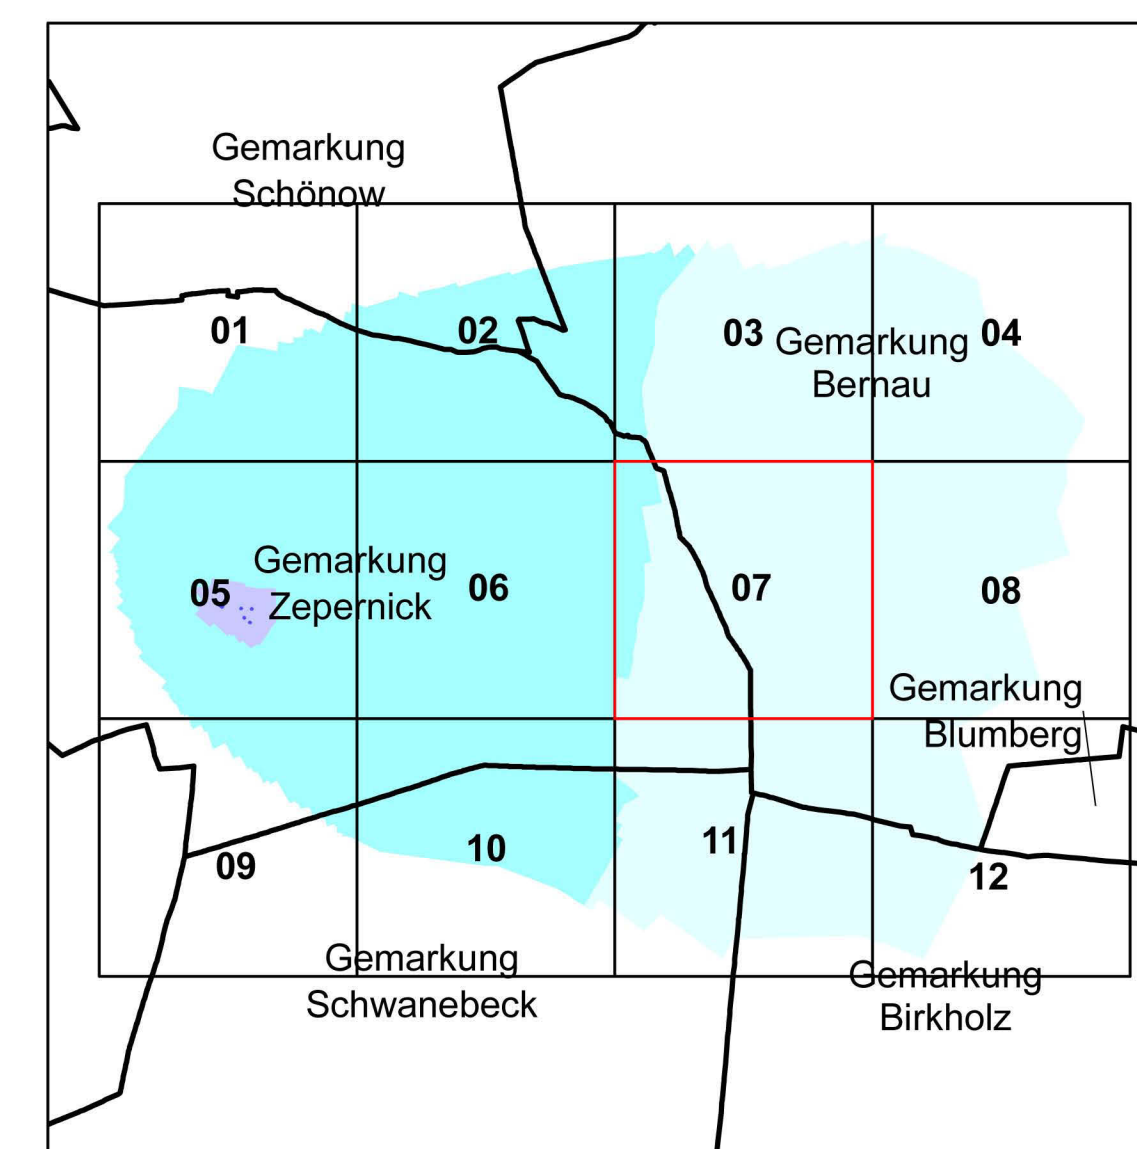 Gemarkung
Schönow
01
02
03
Gemarkung
Bernau
04
05
Gemarkung
Zepernick
06
07
08
Gemarkung
Blumberg
09
10
11
12
Gemarkung
Schwanebeck
Gemarkung
Birkholz